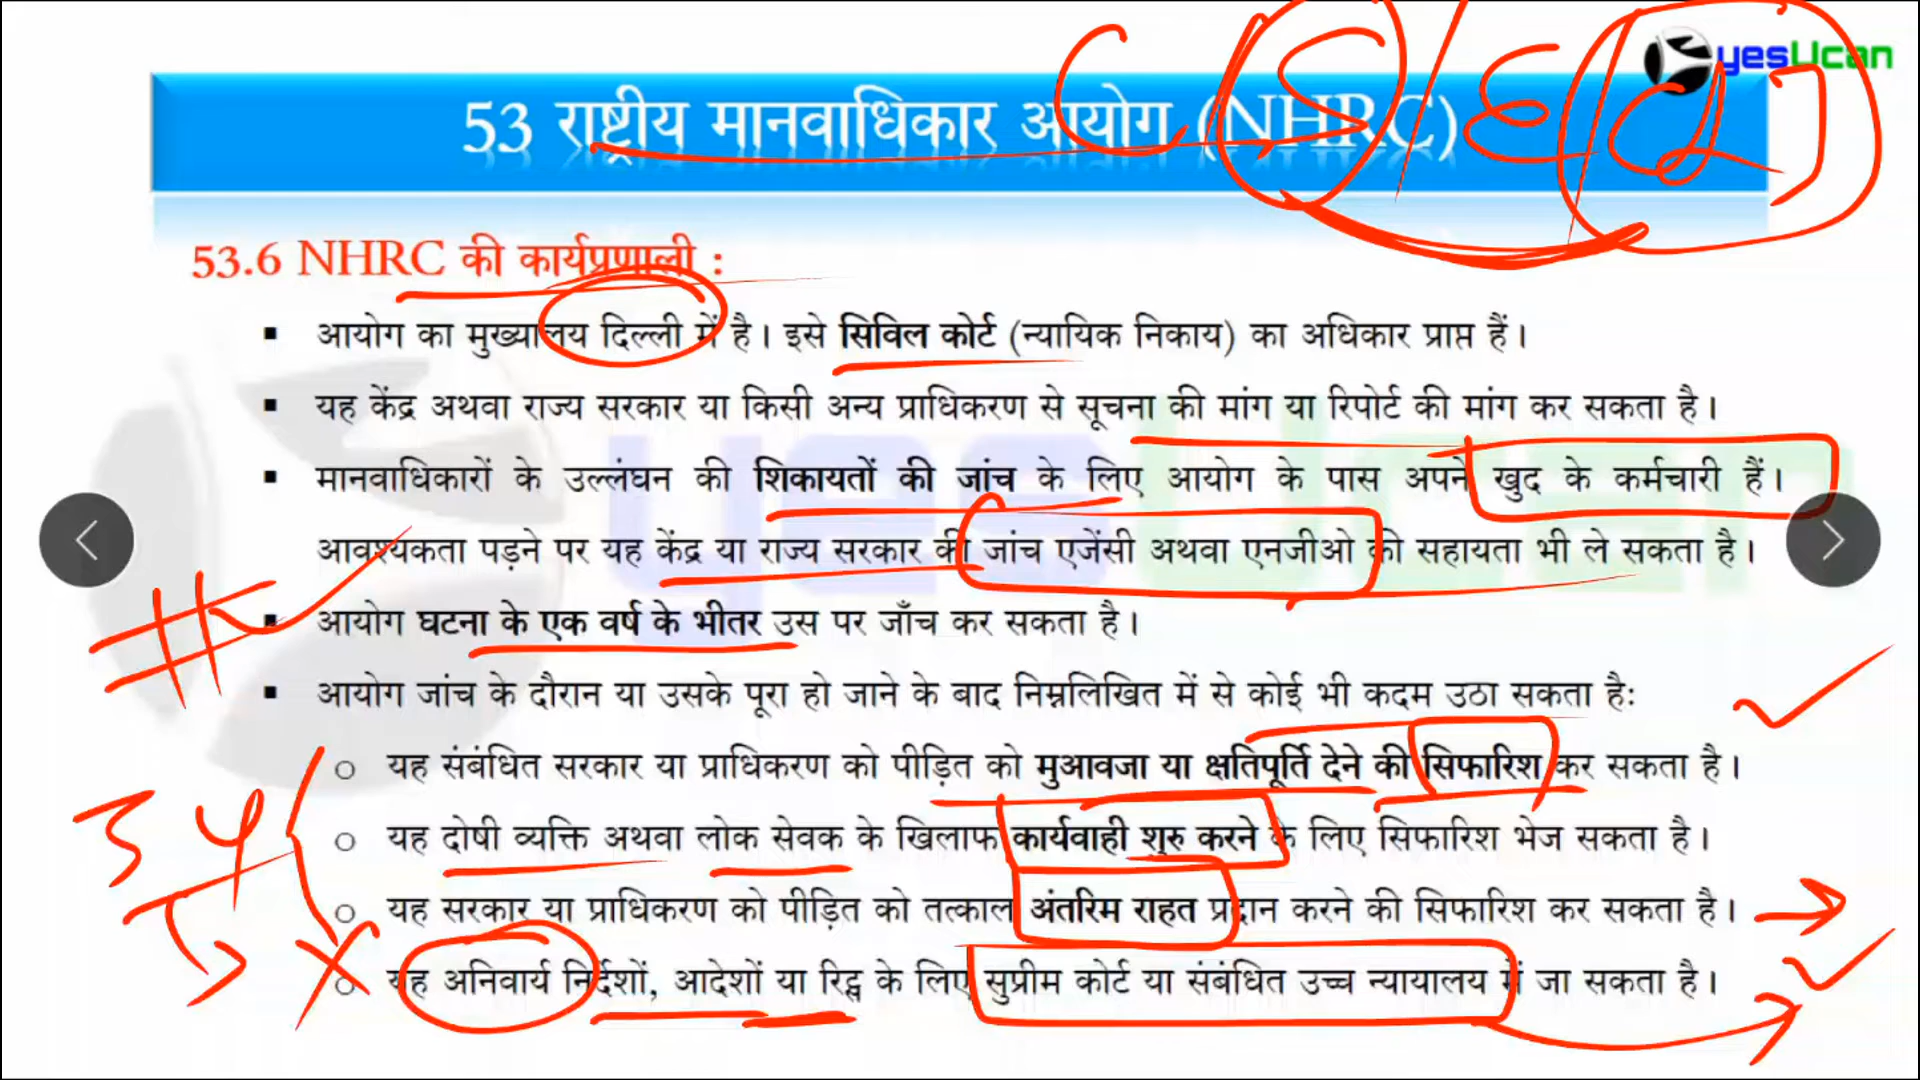 yesUcan
53 राष्ट्रीय मानवाधिकार आयोग (NHRC)
53.6 NHRC की कार्यप्रणाली :
▪ आयोग का मुख्यालय दिल्ली में है। इसे सिविल कोर्ट (न्यायिक निकाय) का अधिकार प्राप्त हैं।
▪ यह केंद्र अथवा राज्य सरकार या किसी अन्य प्राधिकरण से सूचना की मांग या रिपोर्ट की मांग कर सकता है।
▪ मानवाधिकारों के उल्लंघन की शिकायतों की जांच के लिए आयोग के पास अपने खुद के कर्मचारी हैं।
आवश्यकता पड़ने पर यह केंद्र या राज्य सरकार की जांच एजेंसी अथवा एनजीओ की सहायता भी ले सकता है।
▪ आयोग घटना के एक वर्ष के भीतर उस पर जाँच कर सकता है।
▪ आयोग जांच के दौरान या उसके पूरा हो जाने के बाद निम्नलिखित में से कोई भी कदम उठा सकता है:
o यह संबंधित सरकार या प्राधिकरण को पीड़ित को मुआवजा या क्षतिपूर्ति देने की सिफारिश कर सकता है।
o यह दोषी व्यक्ति अथवा लोक सेवक के खिलाफ कार्यवाही शुरु करने के लिए सिफारिश भेज सकता है।
o यह सरकार या प्राधिकरण को पीड़ित को तत्काल अंतरिम राहत प्रदान करने की सिफारिश कर सकता है।
o यह अनिवार्य निर्देशों, आदेशों या रिट्स के लिए सुप्रीम कोर्ट या संबंधित उच्च न्यायालय में जा सकता है।